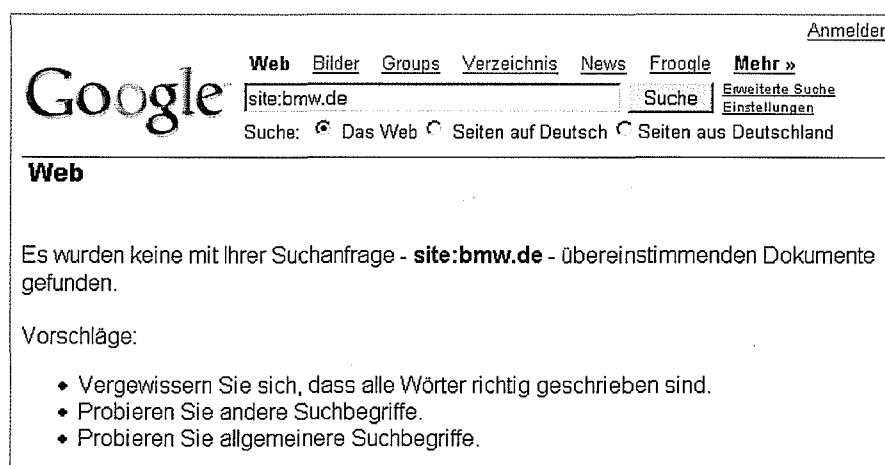 Anmelden
Google
Web Bilder Groups Verzeichnis News Froogle Mehr »
site:bmw.de Suche Erweiterte Suche
Einstellungen
Suche: Das Web Seiten auf Deutsch Seiten aus Deutschland
Web
Es wurden keine mit Ihrer Suchanfrage - site:bmw.de - übereinstimmenden Dokumente
gefunden.
Vorschläge:
• Vergewissern Sie sich, dass alle Wörter richtig geschrieben sind.
• Probieren Sie andere Suchbegriffe.
• Probieren Sie allgemeinere Suchbegriffe.